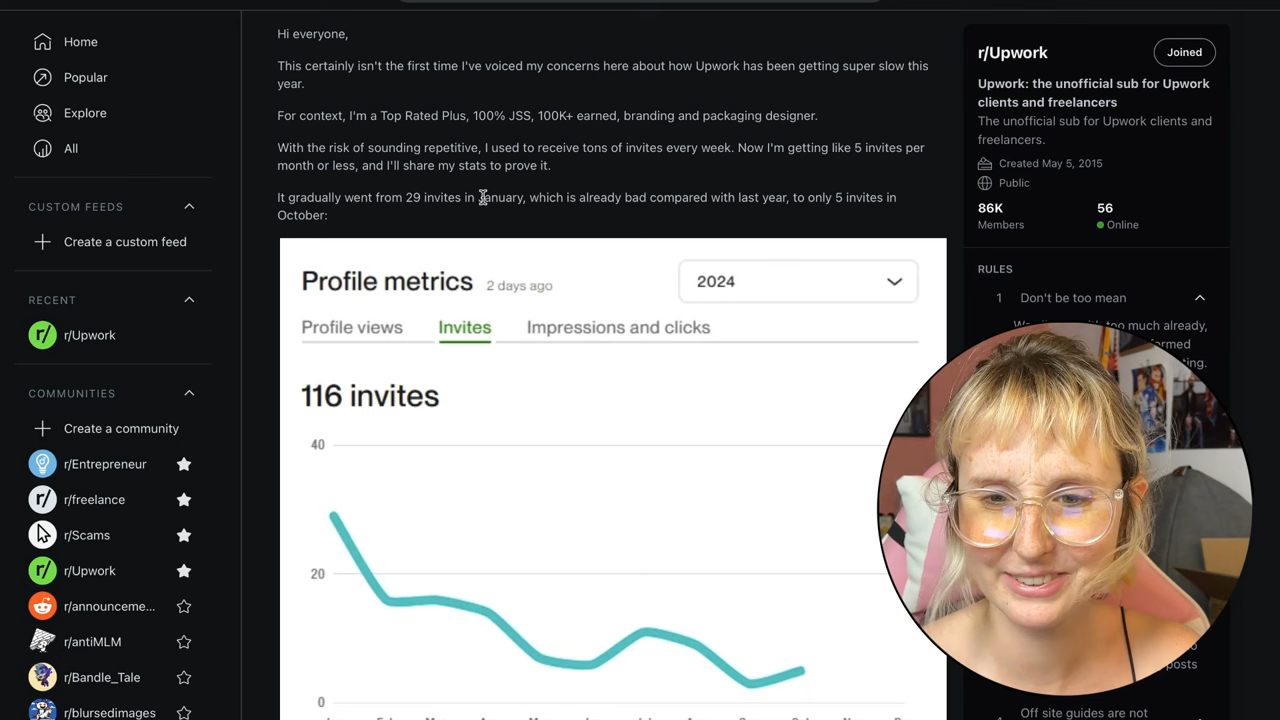 Home
Popular
Explore
All
CUSTOM FEEDS
Create a custom feed
RECENT
r/Upwork
COMMUNITIES
Create a community
r/Entrepreneur
r/freelance
r/Scams
r/Upwork
r/announceme...
r/antiMLM
r/Bandle_Tale
r/blursedimages
Hi everyone,
This certainly isn't the first time I've voiced my concerns here about how Upwork has been getting super slow this
year.
For context, I'm a Top Rated Plus, 100% JSS, 100K+ earned, branding and packaging designer.
With the risk of sounding repetitive, I used to receive tons of invites every week. Now I'm getting like 5 invites per
month or less, and I'll share my stats to prove it.
It gradually went from 29 invites in January, which is already bad compared with last year, to only 5 invites in
October:
Profile metrics 2 days ago 2024
Profile views Invites Impressions and clicks
116 invites
40
20
0
r/Upwork Joined
Upwork: the unofficial sub for Upwork
clients and freelancers
The unofficial sub for Upwork clients and
freelancers.
Created May 5, 2015
Public
86K 56
Members Online
RULES
1 Don't be too mean
too much already,
posts
Off site guides are not